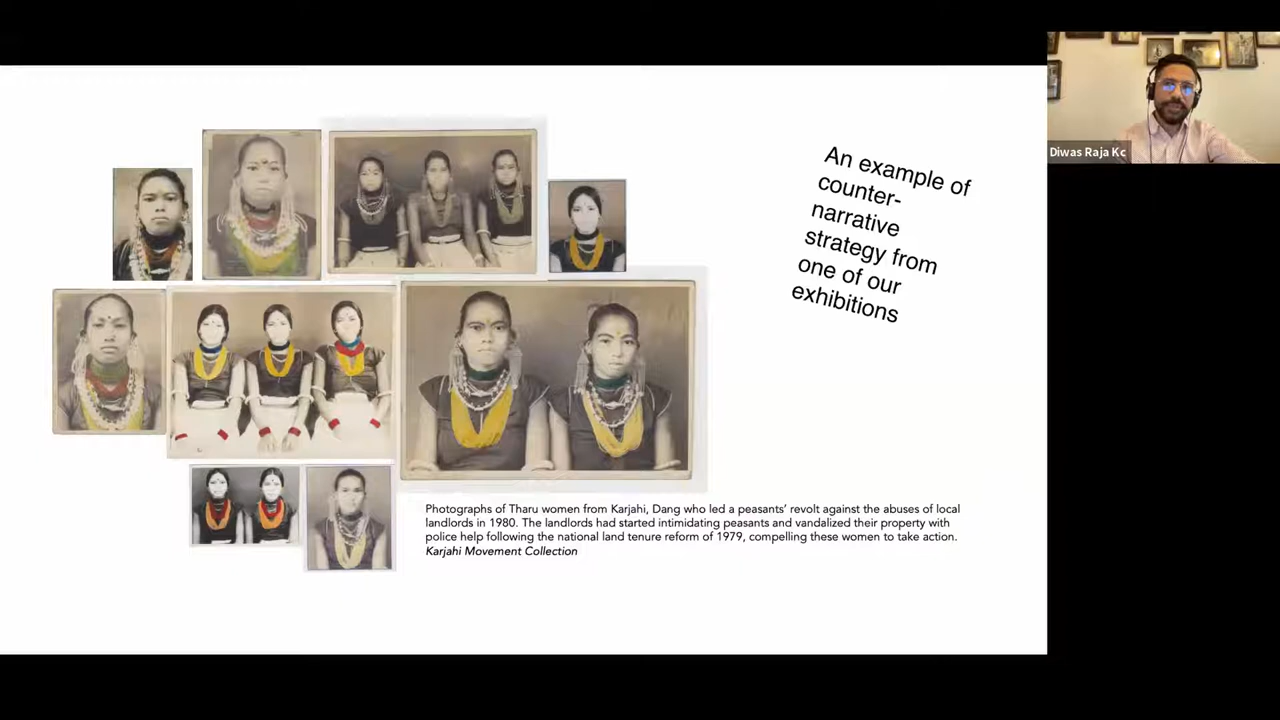 An example of
counter-
narrative
strategy from
one of our
exhibitions
Diwas Raja Kc
Photographs of Tharu women from Karjahi, Dang who led a peasants' revolt against the abuses of local
landlords in 1980. The landlords had started intimidating peasants and vandalized their property with
police help following the national land tenure reform of 1979, compelling these women to take action.
Karjahi Movement Collection